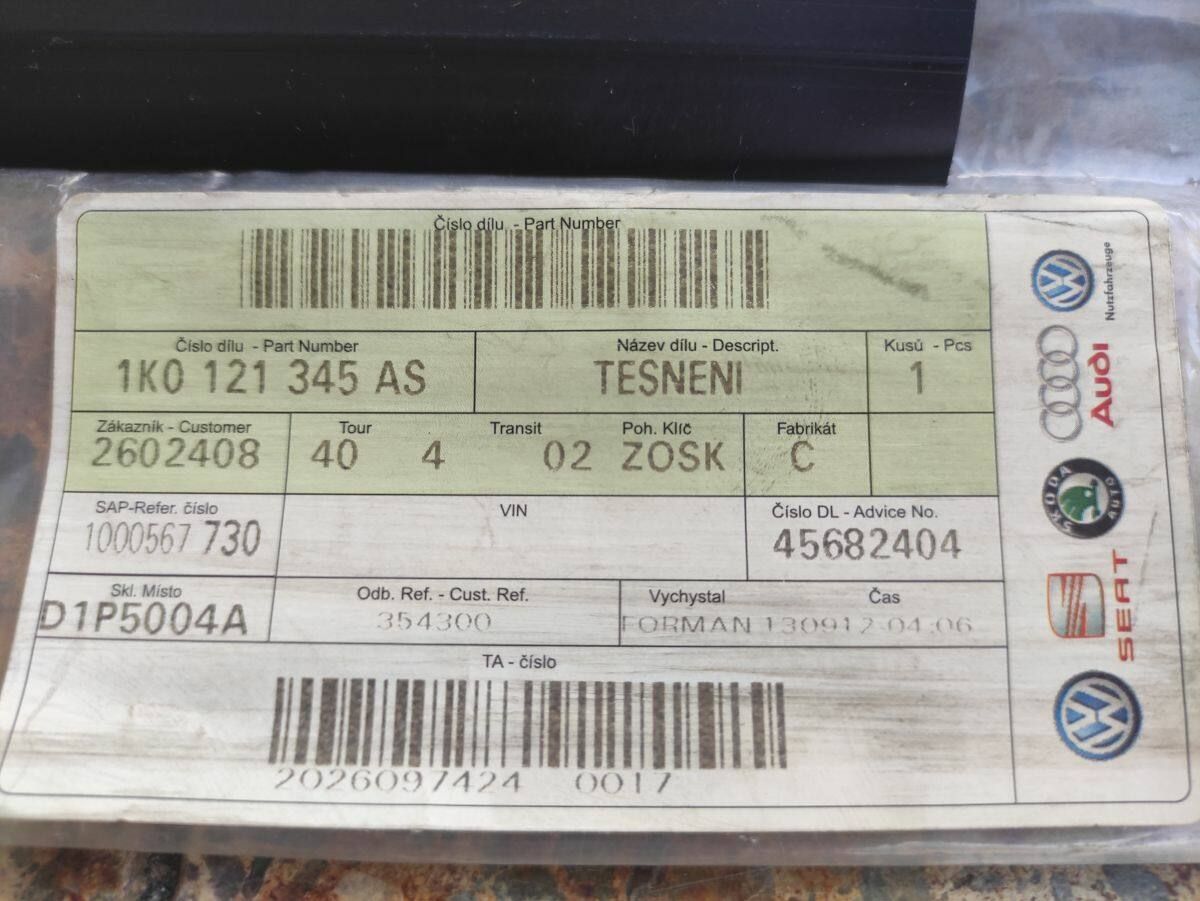 Číslo dílu - Part Number
Číslo dílu - Part Number
1K0 121 345 AS
Název dílu - Descript.
TESNENI
Kusů - Pcs
1
Zákazník - Customer
2602408
Tour Transit Poh. Klíč
40 4 02 ZOSK
Fabrikát
C
SAP-Refer. číslo
1000567 730
VIN
Číslo DL - Advice No.
45682404
Skl. Místo
D1P5004A
Odb. Ref. - Cust. Ref.
354300
Vychystal Čas
FORMAN 130912 04:06
TA - číslo
2026097424 0017
Nutzfahrzeuge
Audi
SKODA AUTO
SEAT